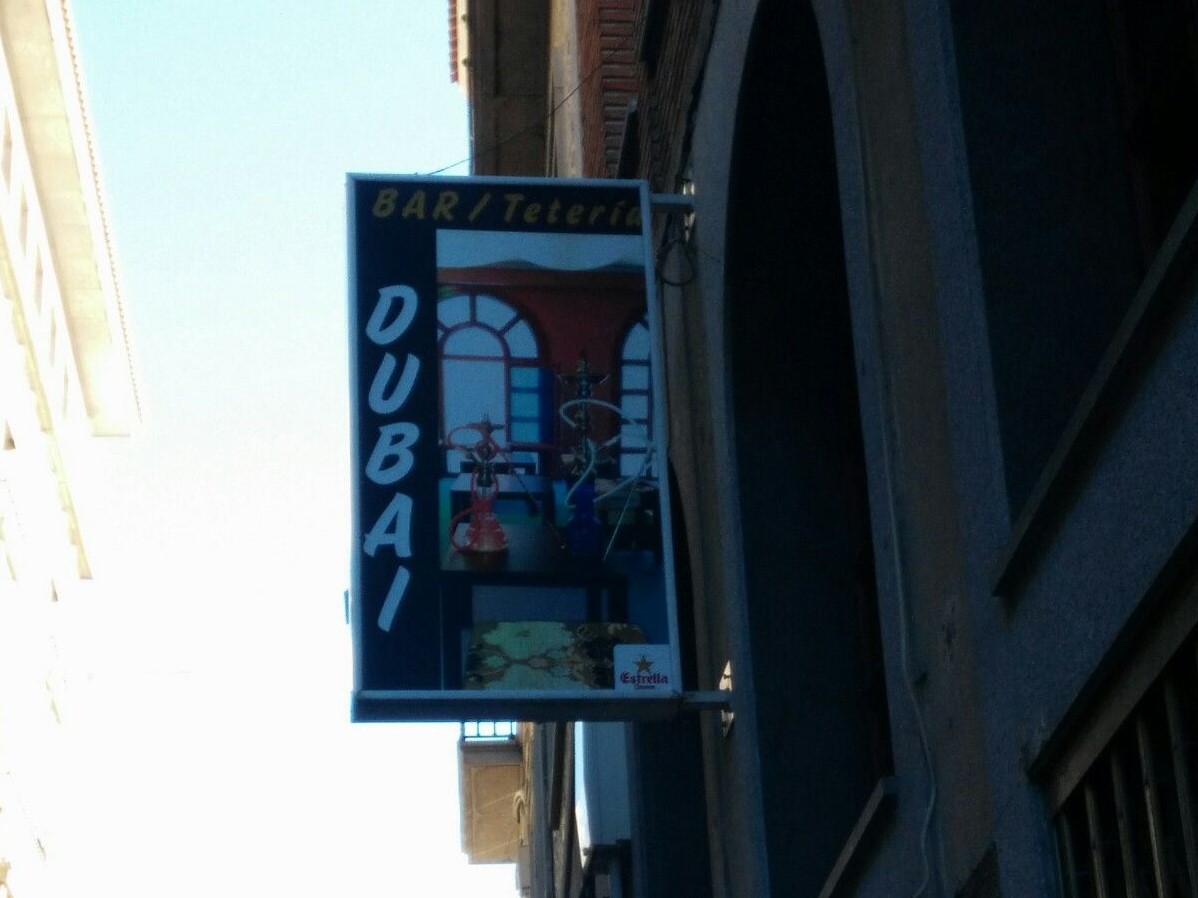 BAR / Tetería
DUBAI
Estrella